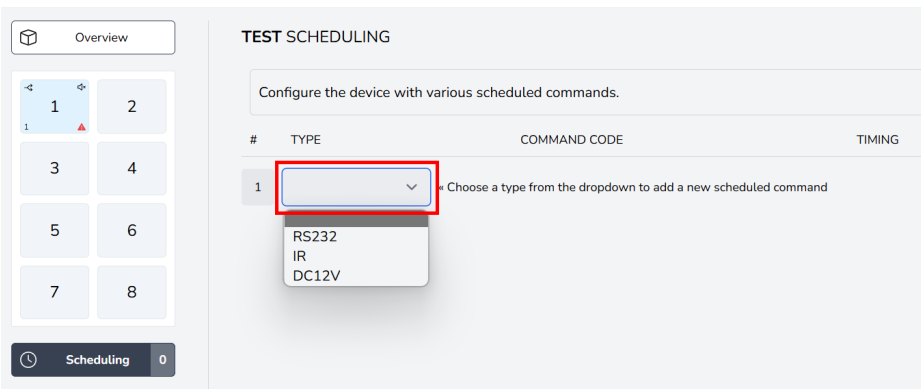 Overview
1
1
2
3
4
5
6
7
8
Scheduling 0
TEST SCHEDULING
Configure the device with various scheduled commands.
# TYPE COMMAND CODE TIMING
1 « Choose a type from the dropdown to add a new scheduled command
RS232
IR
DC12V